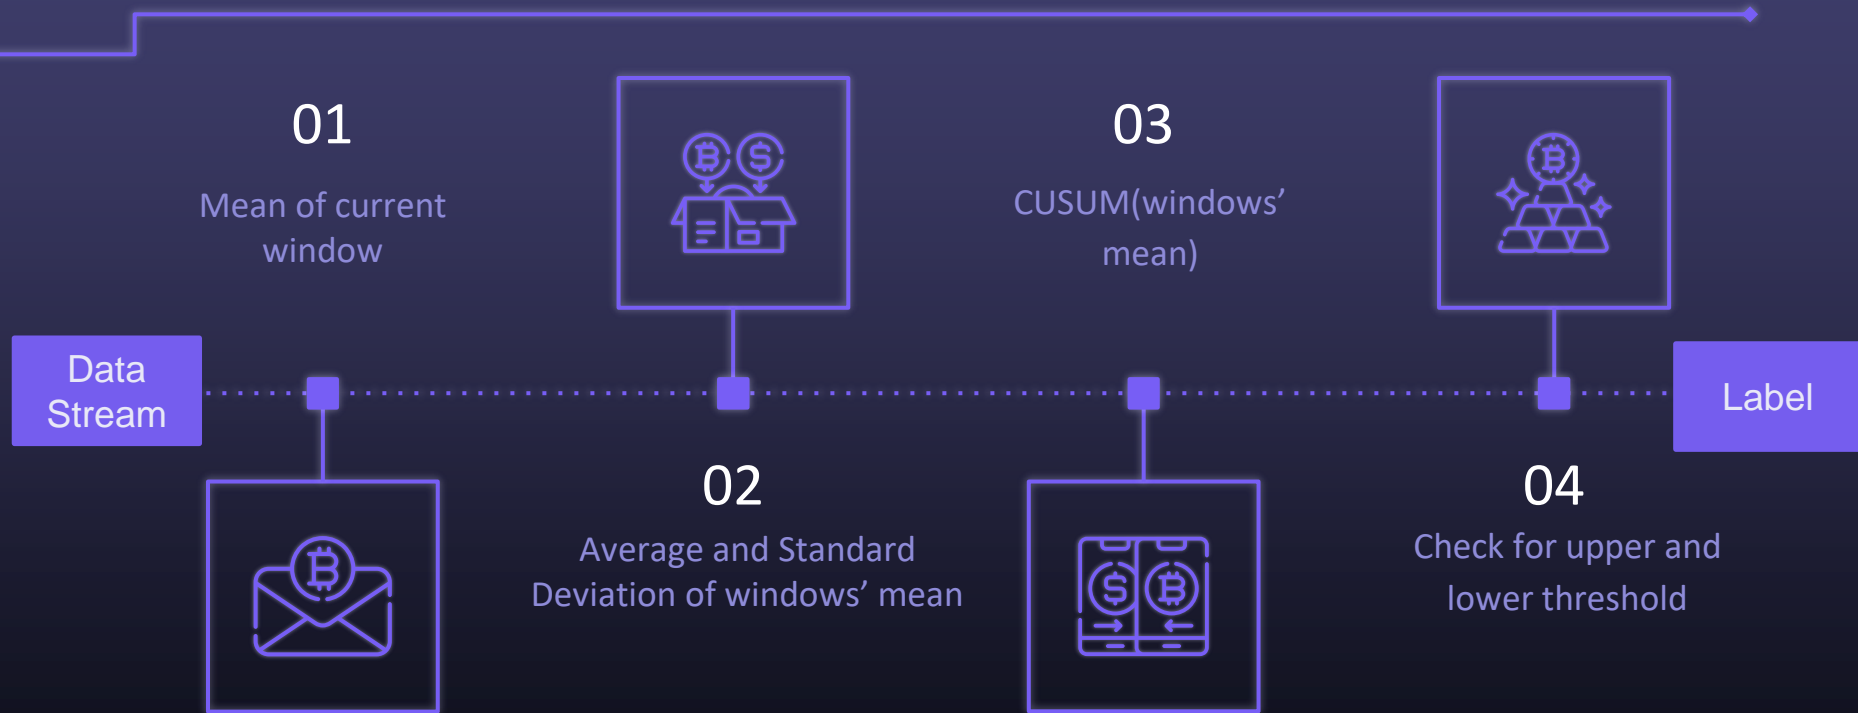 Data
Stream
01
Mean of current
window
02
Average and Standard
Deviation of windows’ mean
03
CUSUM(windows’
mean)
04
Check for upper and
lower threshold
Label